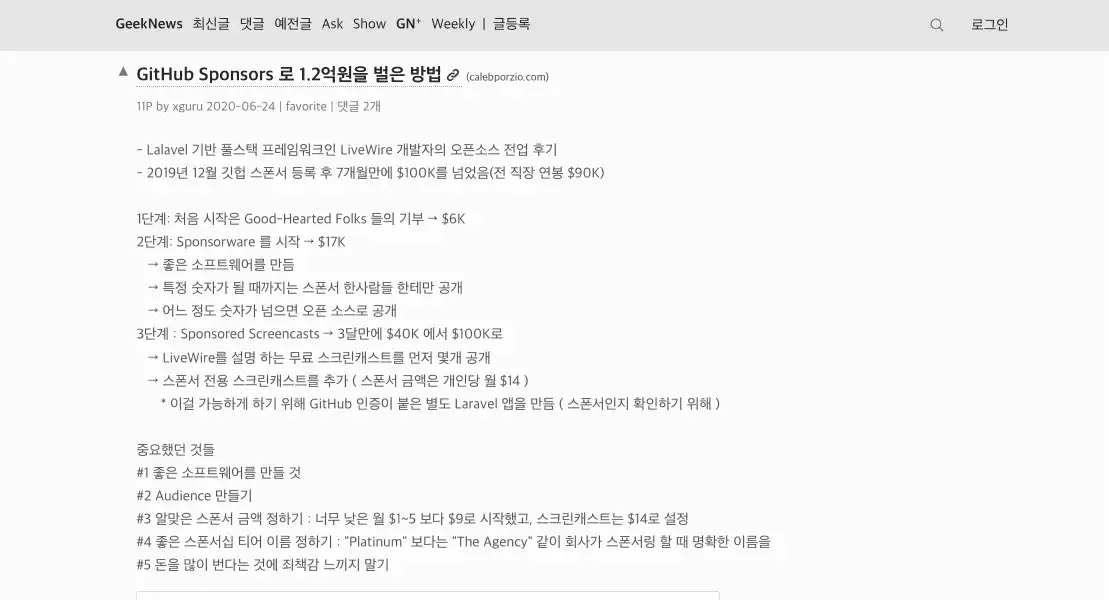 GeekNews 최신글 댓글 예전글 Ask Show GN⁺ Weekly | 글등록 로그인
▲ GitHub Sponsors 로 1.2억원을 벌은 방법 (calebporzio.com)
11P by xguru 2020-06-24 | favorite | 댓글 2개
- Lalavel 기반 풀스택 프레임워크인 LiveWire 개발자의 오픈소스 전업 후기
- 2019년 12월 깃헙 스폰서 등록 후 7개월만에 $100K를 넘었음(전 직장 연봉 $90K)
1단계: 처음 시작은 Good-Hearted Folks 들의 기부 → $6K
2단계: Sponsorware 를 시작 → $17K
→ 좋은 소프트웨어를 만듬
→ 특정 숫자가 될 때까지는 스폰서 한사람들 한테만 공개
→ 어느 정도 숫자가 넘으면 오픈 소스로 공개
3단계 : Sponsored Screencasts → 3달만에 $40K 에서 $100K로
→ LiveWire를 설명 하는 무료 스크린캐스트를 먼저 몇개 공개
→ 스폰서 전용 스크린캐스트를 추가 ( 스폰서 금액은 개인당 월 $14 )
* 이걸 가능하게 하기 위해 GitHub 인증이 붙은 별도 Laravel 앱을 만듬 ( 스폰서인지 확인하기 위해 )
중요했던 것들
#1 좋은 소프트웨어를 만들 것
#2 Audience 만들기
#3 알맞은 스폰서 금액 정하기 : 너무 낮은 월 $1~5 보다 $9로 시작했고, 스크린캐스트는 $14로 설정
#4 좋은 스폰서십 티어 이름 정하기 : "Platinum" 보다는 "The Agency" 같이 회사가 스폰서링 할 때 명확한 이름을
#5 돈을 많이 번다는 것에 죄책감 느끼지 말기